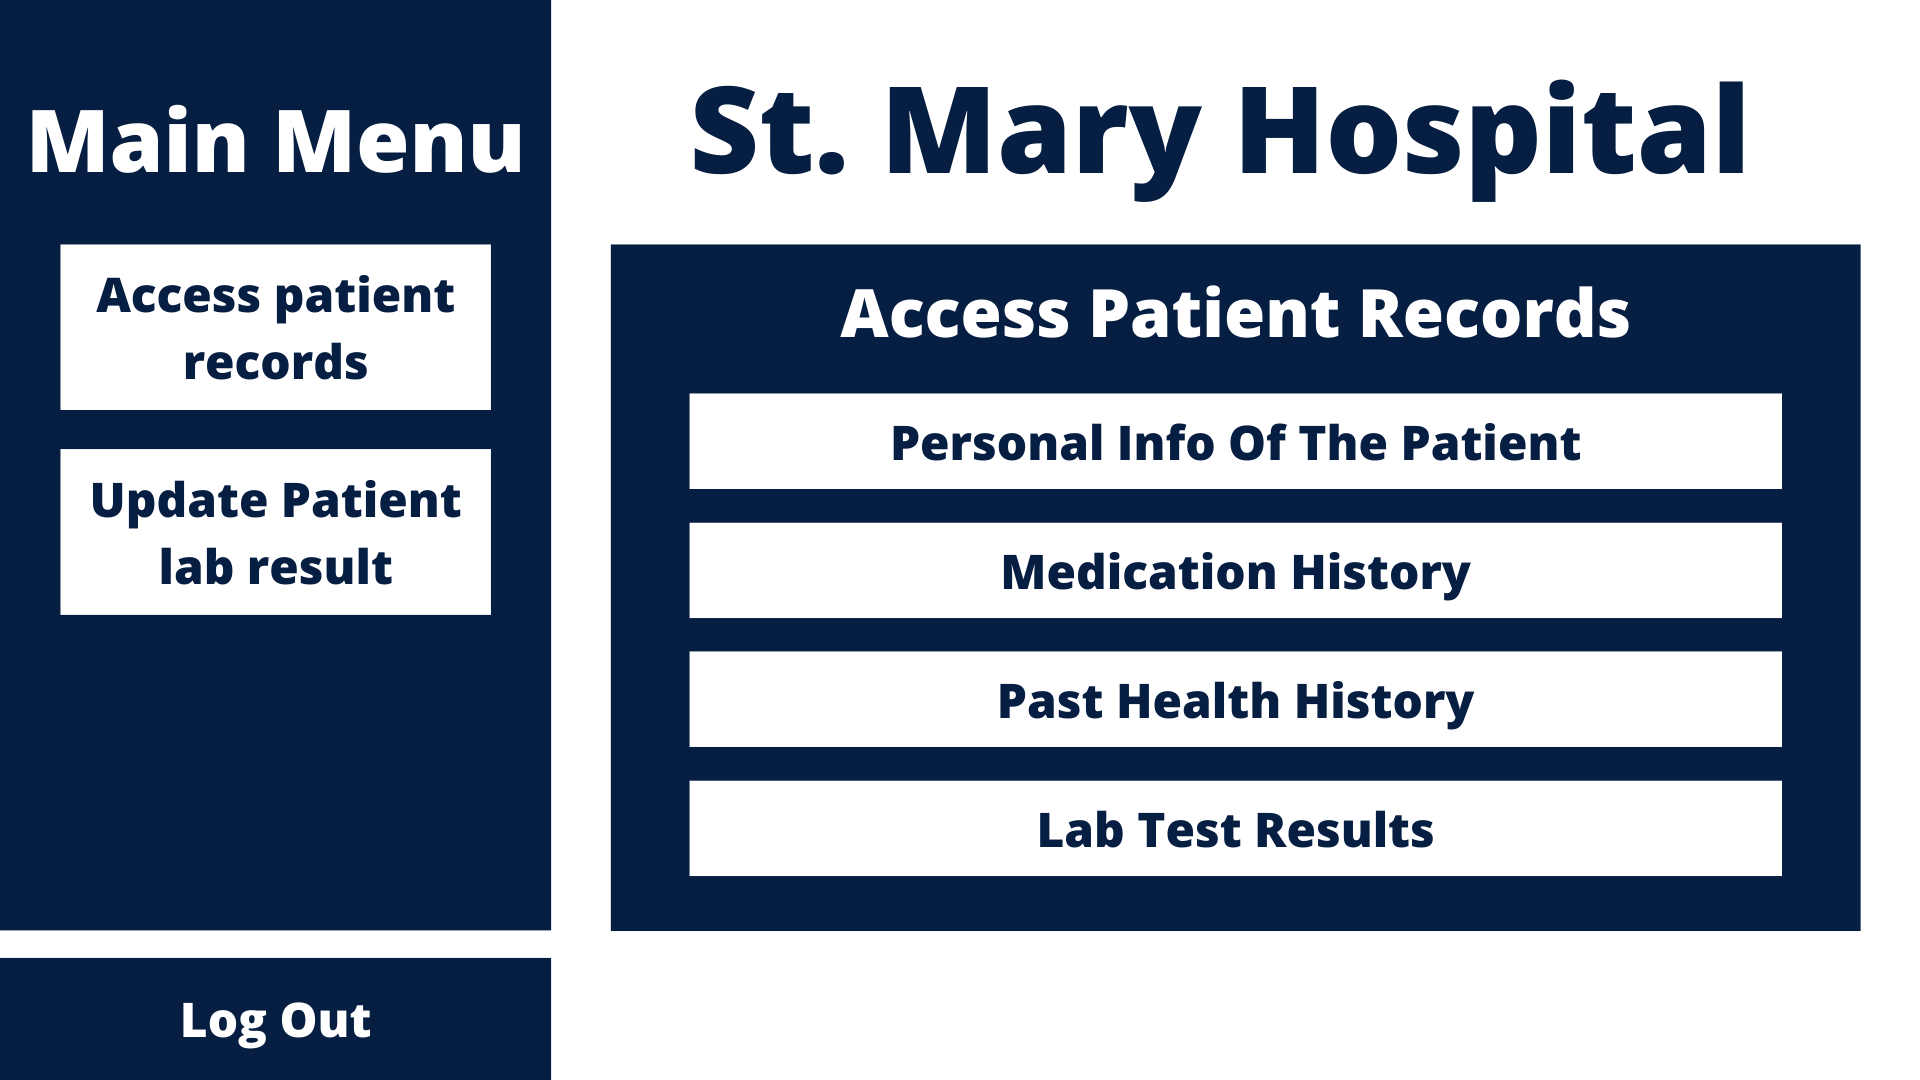 Main Menu
Access patient
records
Update Patient
lab result
Log Out
St. Mary Hospital
Access Patient Records
Personal Info Of The Patient
Medication History
Past Health History
Lab Test Results